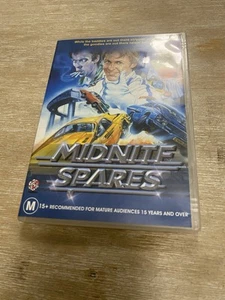 MIDNITE
SPARES
M 15+ RECOMMENDED FOR MATURE AUDIENCES 15 YEARS AND OVER